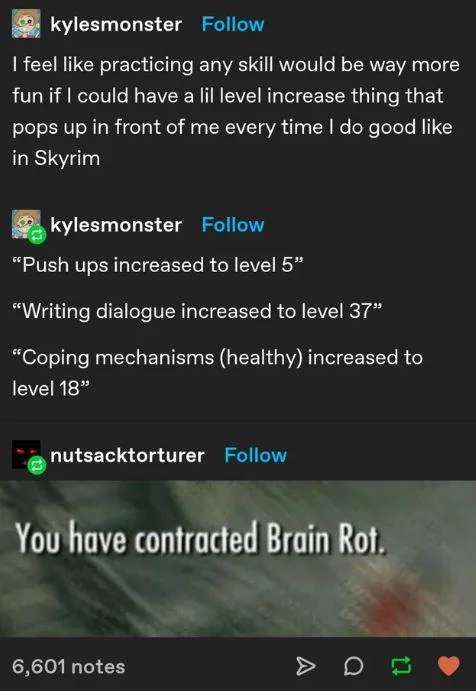 kylesmonster Follow
I feel like practicing any skill would be way more
fun if I could have a lil level increase thing that
pops up in front of me every time I do good like
in Skyrim
kylesmonster Follow
“Push ups increased to level 5”
“Writing dialogue increased to level 37”
“Coping mechanisms (healthy) increased to
level 18”
nutsacktorturer Follow
You have contracted Brain Rot.
6,601 notes